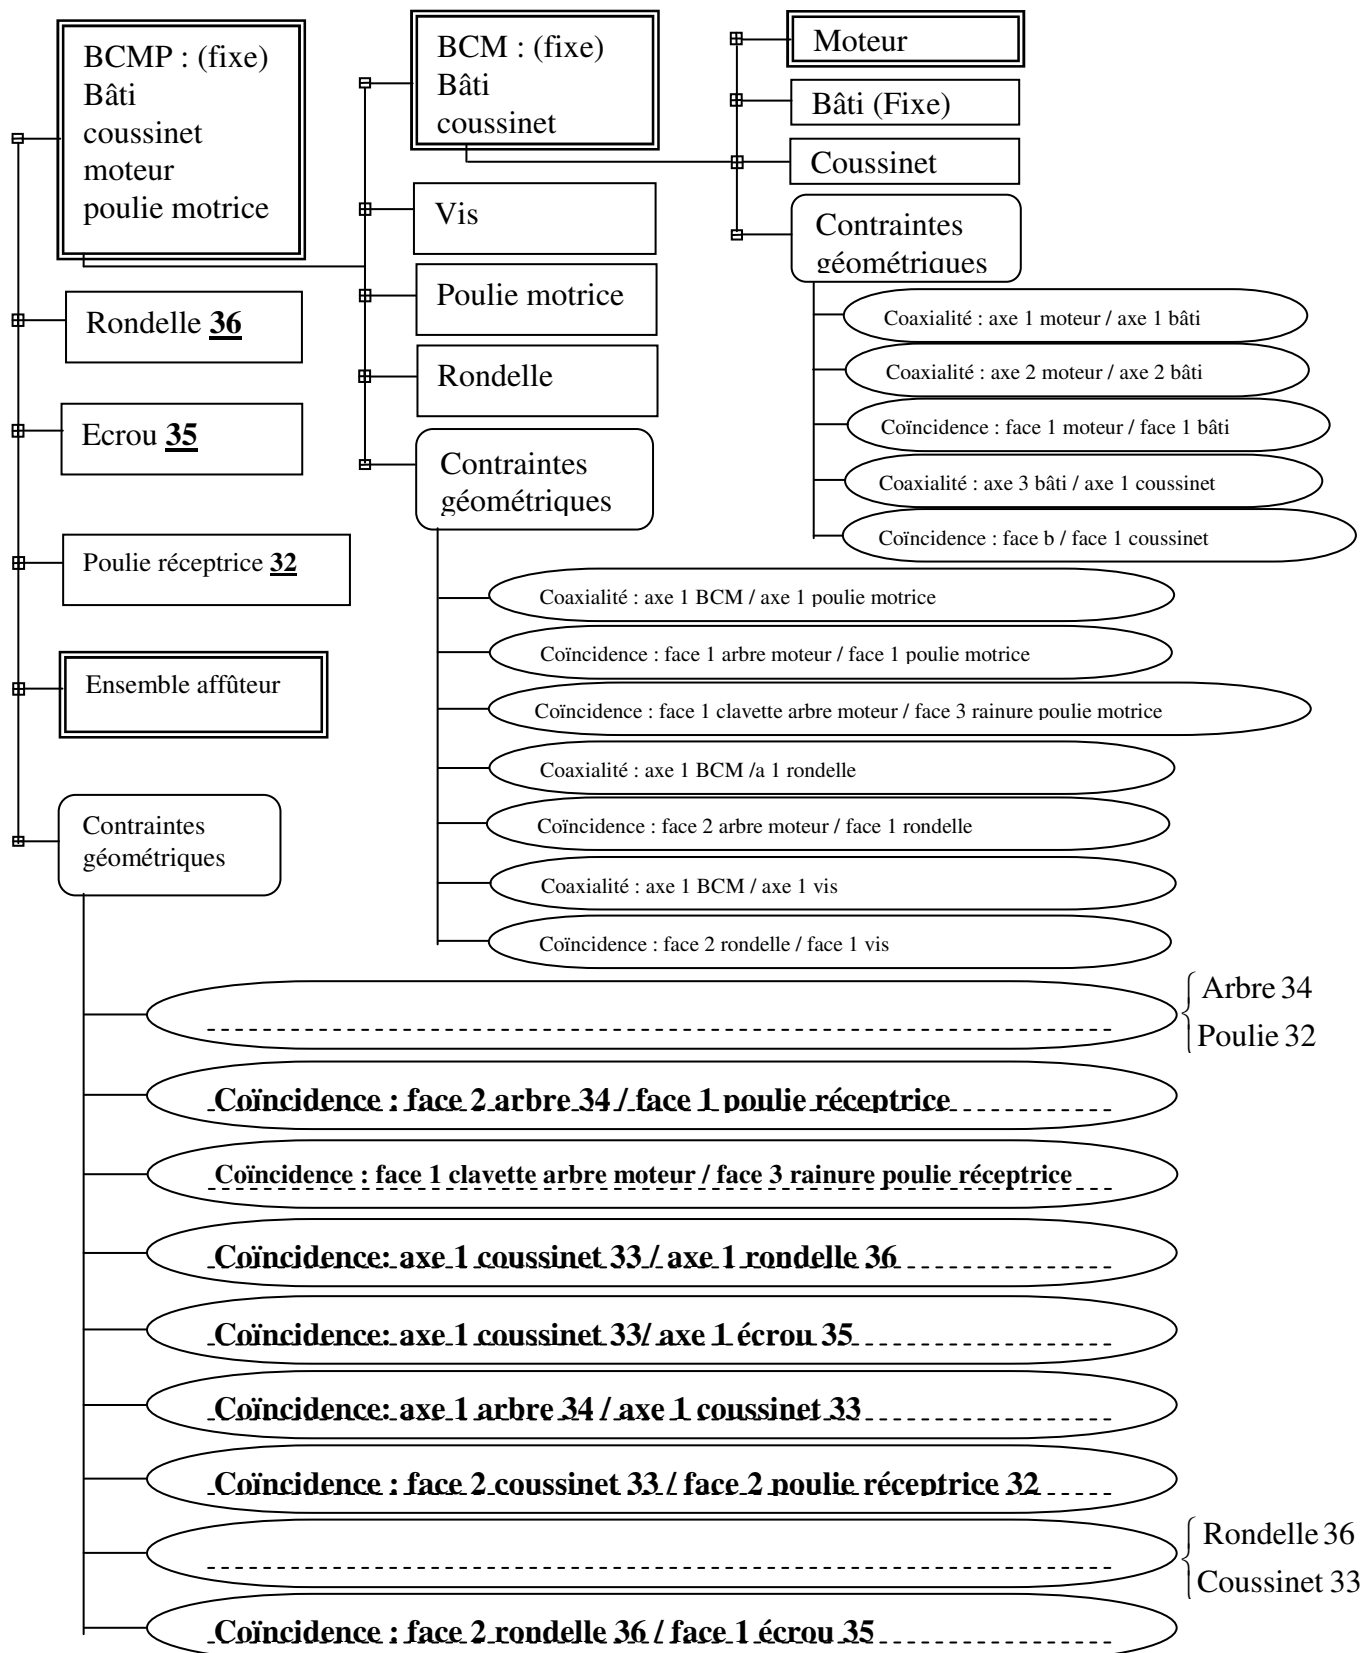 BCMP : (fixe)
Bâti
coussinet
moteur
poulie motrice
Rondelle 36
Ecrou 35
Poulie réceptrice 32
Ensemble affûteur
Contraintes
géométriques
BCM : (fixe)
Bâti
coussinet
Vis
Poulie motrice
Rondelle
Contraintes
géométriques
Moteur
Bâti (Fixe)
Coussinet
Contraintes
géométriques
Coaxialité : axe 1 moteur / axe 1 bâti
Coaxialité : axe 2 moteur / axe 2 bâti
Coïncidence : face 1 moteur / face 1 bâti
Coaxialité : axe 3 bâti / axe 1 coussinet
Coïncidence : face b / face 1 coussinet
Coaxialité : axe 1 BCM / axe 1 poulie motrice
Coïncidence : face 1 arbre moteur / face 1 poulie motrice
Coïncidence : face 1 clavette arbre moteur / face 3 rainure poulie motrice
Coaxialité : axe 1 BCM /a 1 rondelle
Coïncidence : face 2 arbre moteur / face 1 rondelle
Coaxialité : axe 1 BCM / axe 1 vis
Coïncidence : face 2 rondelle / face 1 vis
Arbre 34
Poulie 32
Coïncidence : face 2 arbre 34 / face 1 poulie réceptrice
Coïncidence : face 1 clavette arbre moteur / face 3 rainure poulie réceptrice
Coïncidence: axe 1 coussinet 33 / axe 1 rondelle 36
Coïncidence: axe 1 coussinet 33/ axe 1 écrou 35
Coïncidence: axe 1 arbre 34 / axe 1 coussinet 33
Coïncidence : face 2 coussinet 33 / face 2 poulie réceptrice 32
Rondelle 36
Coussinet 33
Coïncidence : face 2 rondelle 36 / face 1 écrou 35